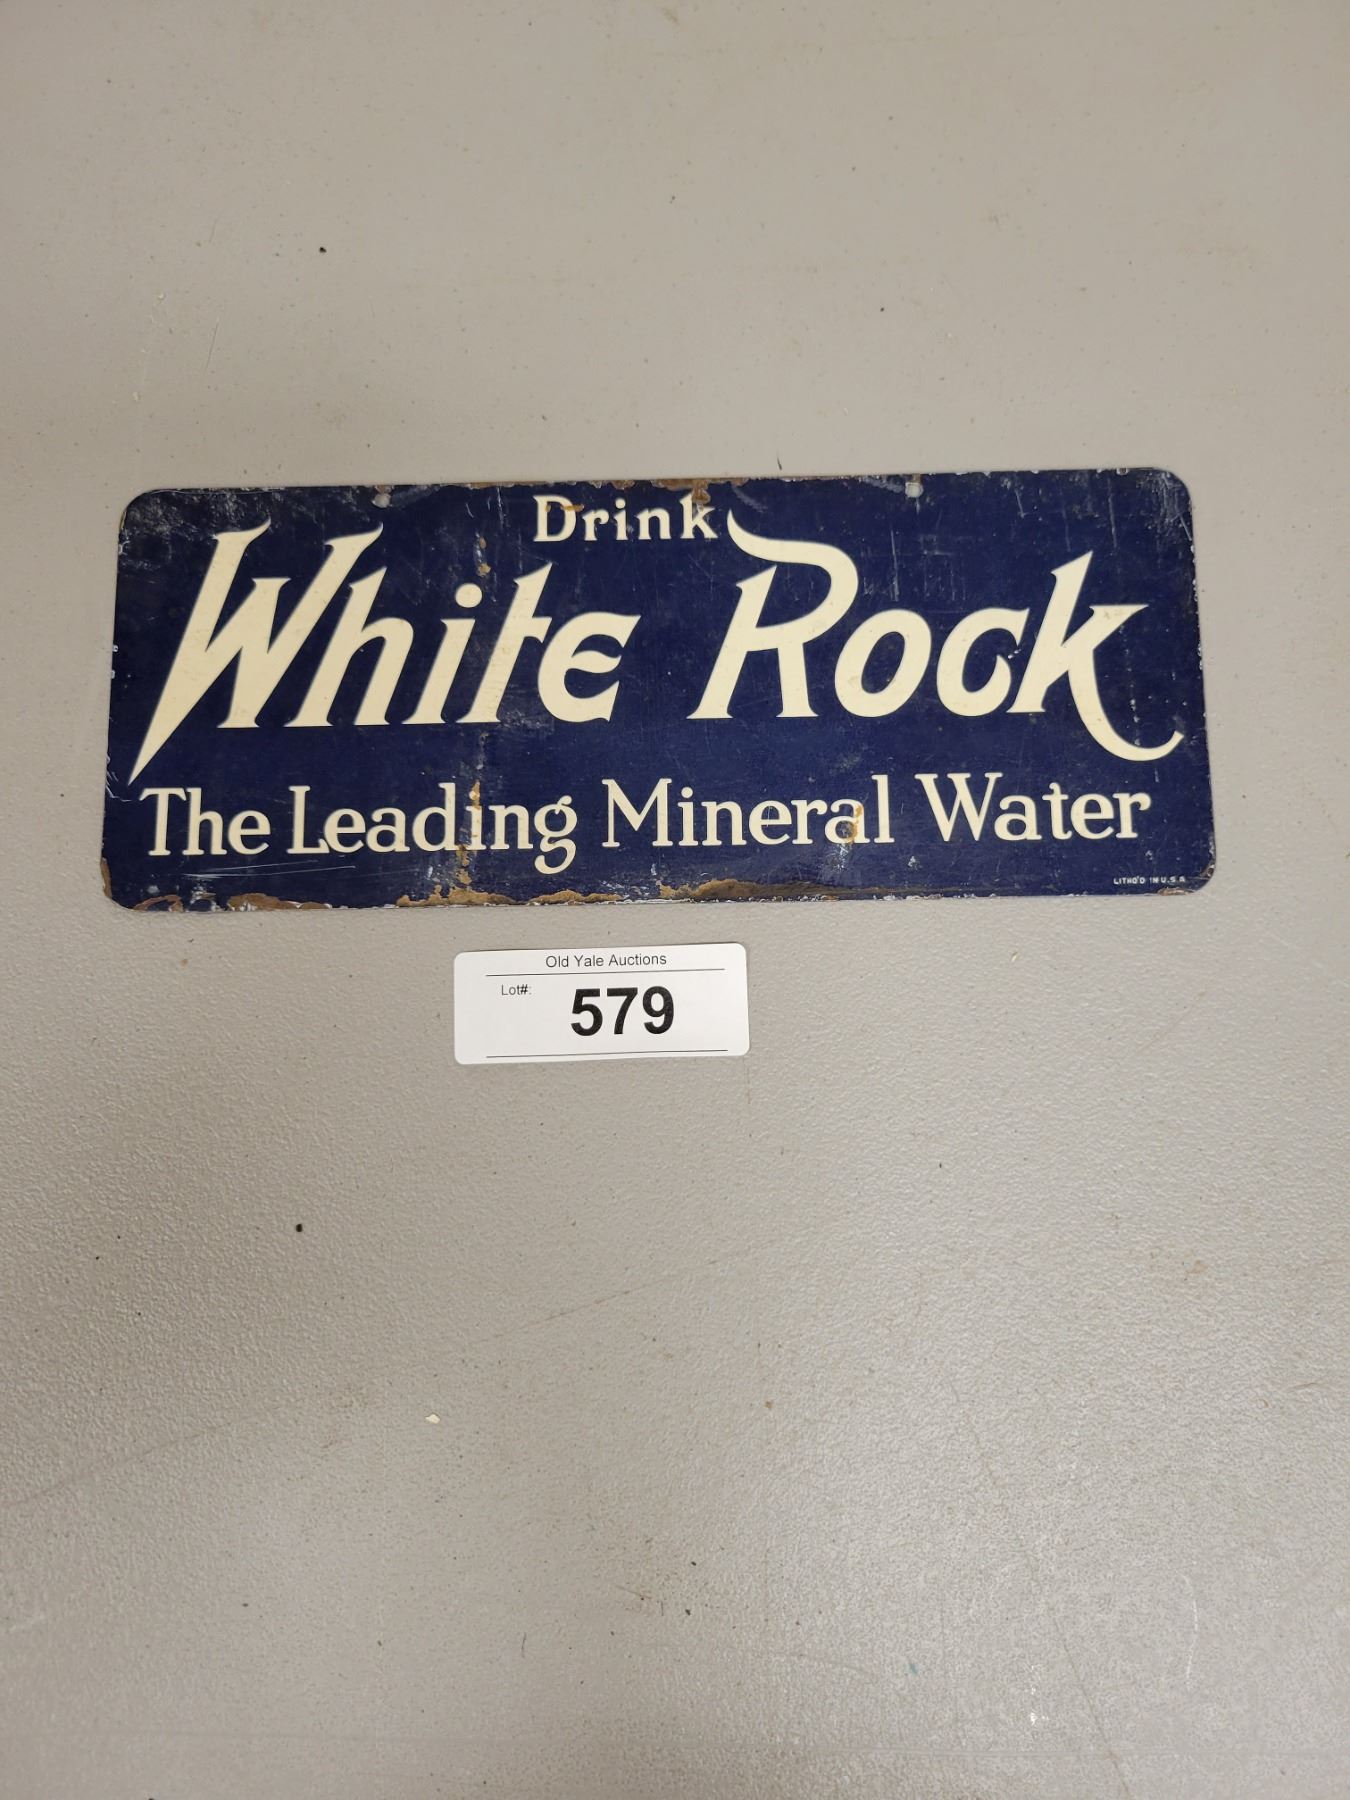 Drink
White Rock
The Leading Mineral Water
LITHO'D IN U.S.A.
Old Yale Auctions
Lot#:
579